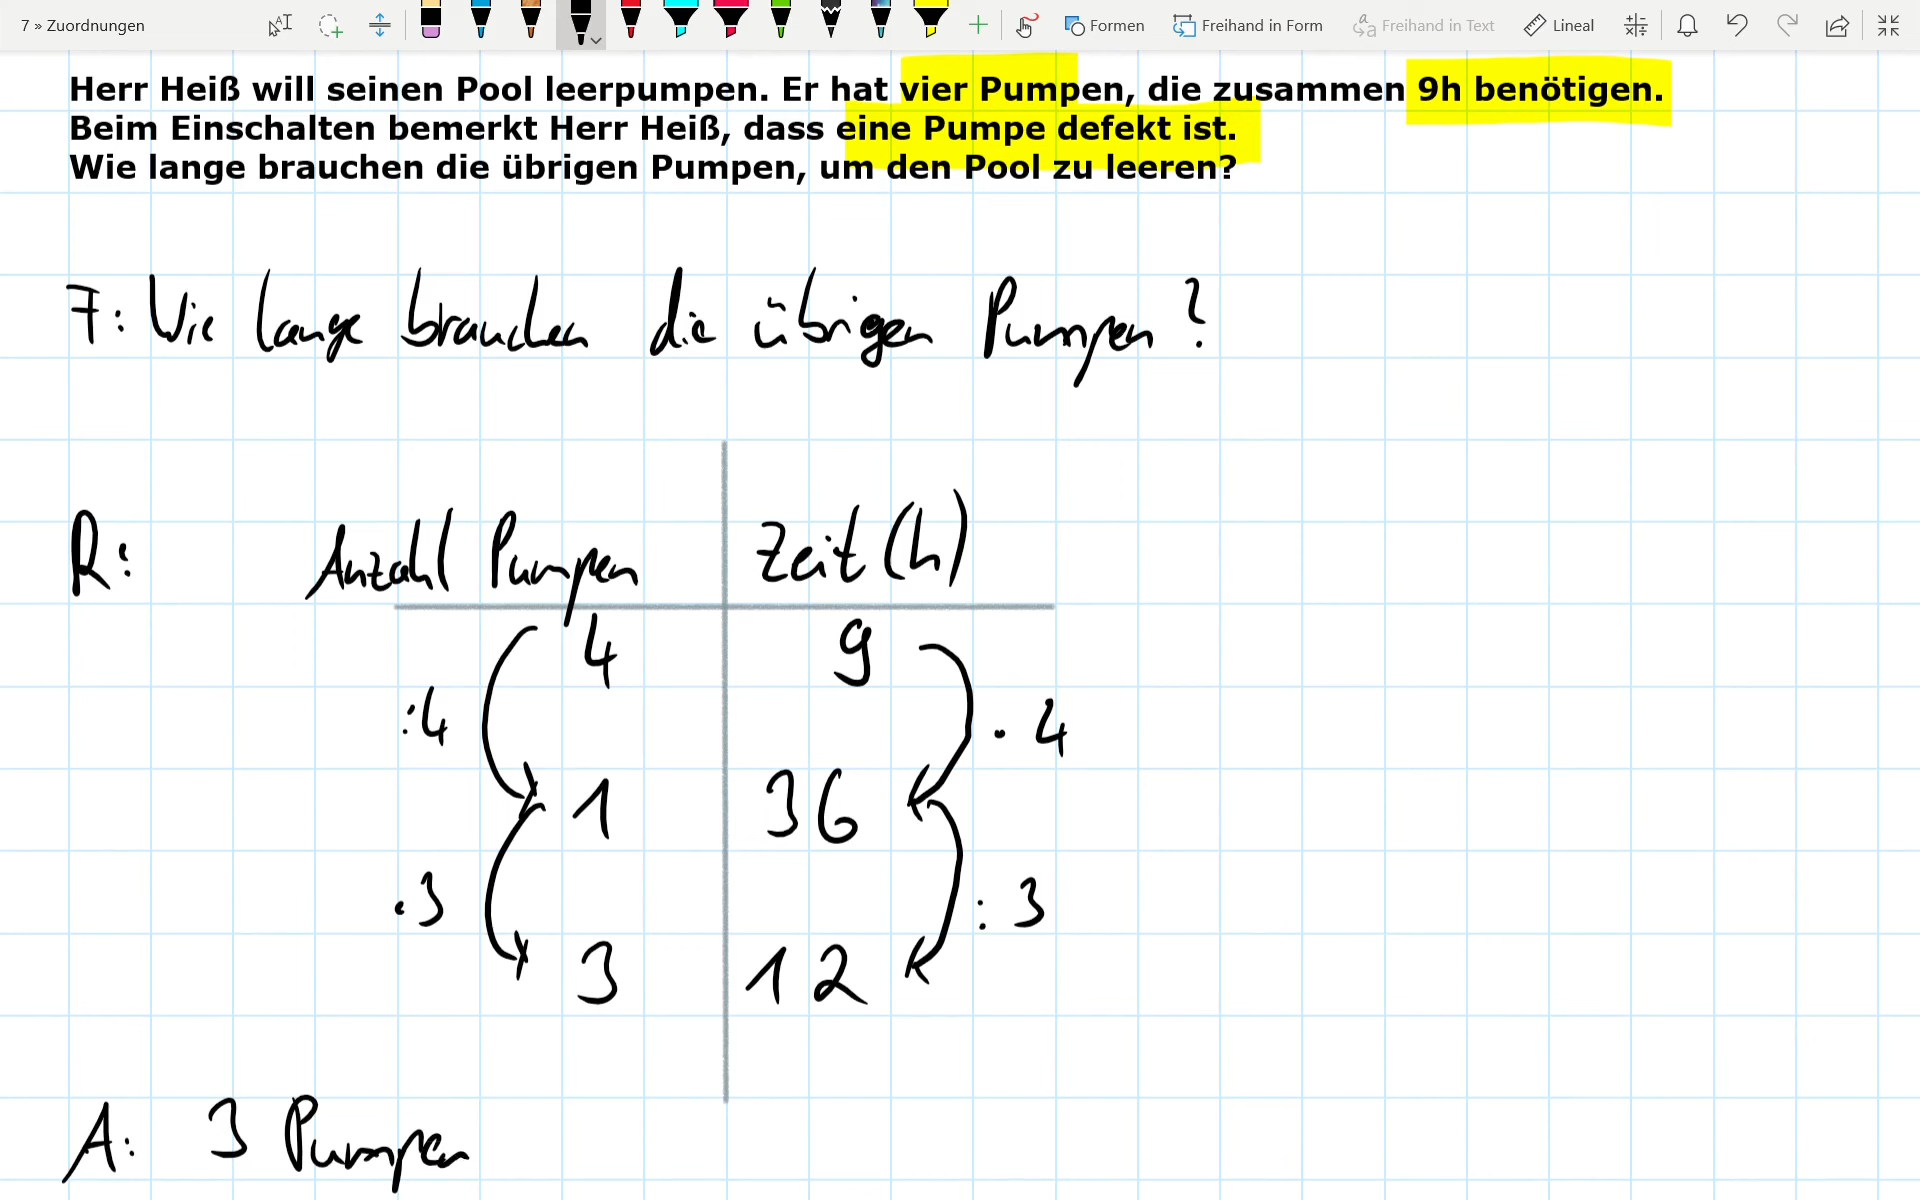 7 » Zuordnungen
Formen
Freihand in Form
Freihand in Text
Lineal
Herr Heiß will seinen Pool leerpumpen. Er hat vier Pumpen, die zusammen 9h benötigen.
Beim Einschalten bemerkt Herr Heiß, dass eine Pumpe defekt ist.
Wie lange brauchen die übrigen Pumpen, um den Pool zu leeren?
F: Wie lange brauchen die übrigen Pumpen?
R: Anzahl Pumpen Zeit (h)
4 9
:4 · 4
1 36
·3 : 3
3 12
A: 3 Pumpen